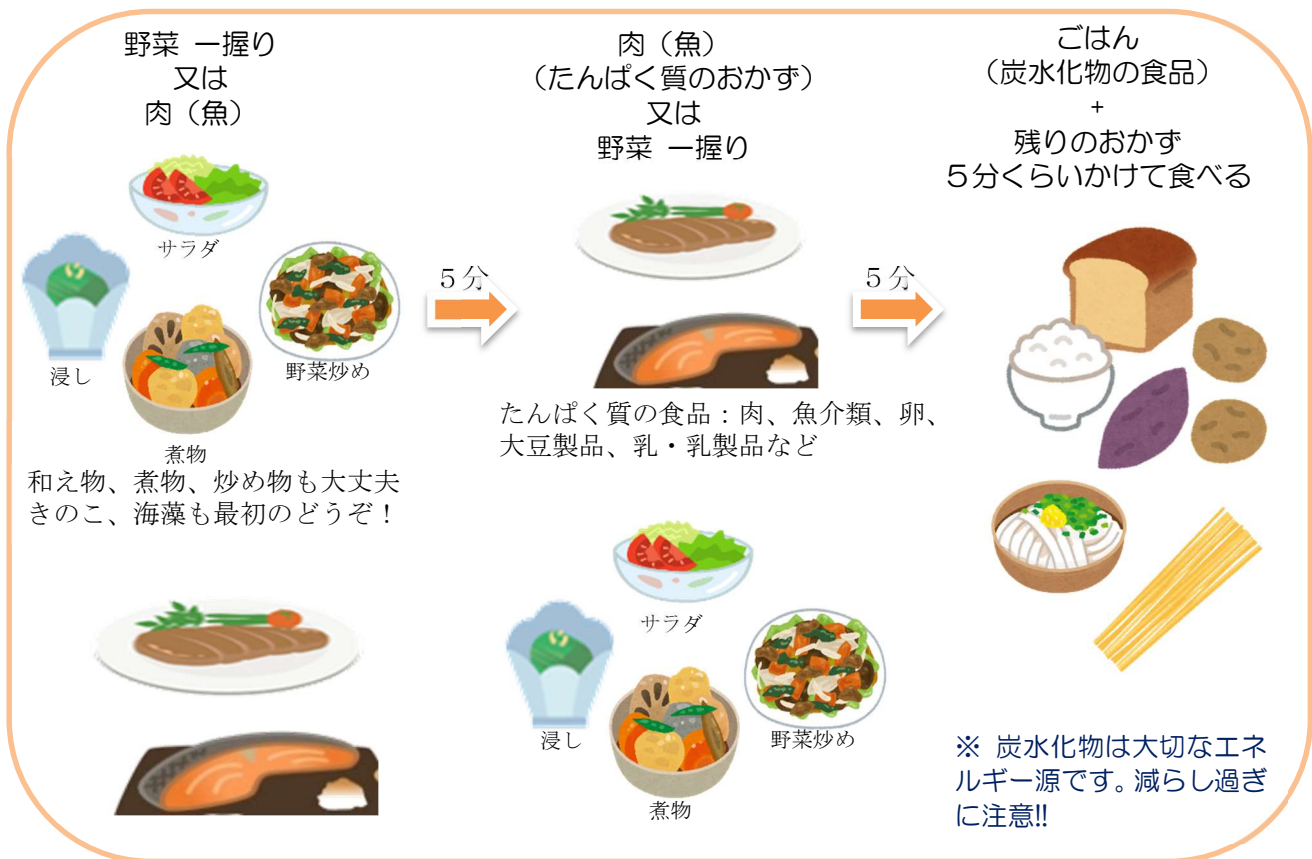 野菜 一握り
又は
肉（魚）
サラダ
浸し
野菜炒め
煮物
和え物、煮物、炒め物も大丈夫
きのこ、海藻も最初のどうぞ！
５分
肉（魚）
（たんぱく質のおかず）
又は
野菜 一握り
たんぱく質の食品：肉、魚介類、卵、
大豆製品、乳・乳製品など
サラダ
浸し
野菜炒め
煮物
５分
ごはん
（炭水化物の食品）
+
残りのおかず
５分くらいかけて食べる
※ 炭水化物は大切なエネ
ルギー源です。減らし過ぎ
に注意!!